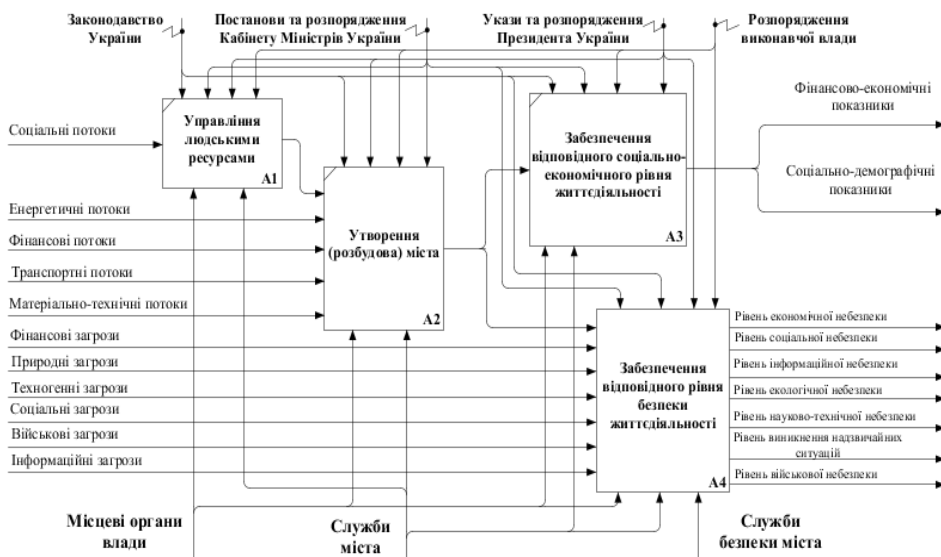 Законодавство
України
Постанови та розпорядження
Кабінету Міністрів України
Укази та розпорядження
Президента України
Розпорядження
виконавчої влади
Соціальні потоки
Управління
людськими
ресурсами
А1
Енергетичні потоки
Фінансові потоки
Транспортні потоки
Матеріально-технічні потоки
Утворення
(розбудова) міста
А2
Забезпечення
відповідного соціально-
економічного рівня
життєдіяльності
А3
Фінансово-економічні
показники
Соціально-демографічні
показники
Фінансові загрози
Природні загрози
Техногенні загрози
Соціальні загрози
Військові загрози
Інформаційні загрози
Забезпечення
відповідного рівня
безпеки
життєдіяльності
А4
Рівень економічної небезпеки
Рівень соціальної небезпеки
Рівень інформаційної небезпеки
Рівень екологічної небезпеки
Рівень науково-технічної небезпеки
Рівень виникнення надзвичайних
ситуацій
Рівень військової небезпеки
Місцеві органи
влади
Служби
міста
Служби
безпеки міста